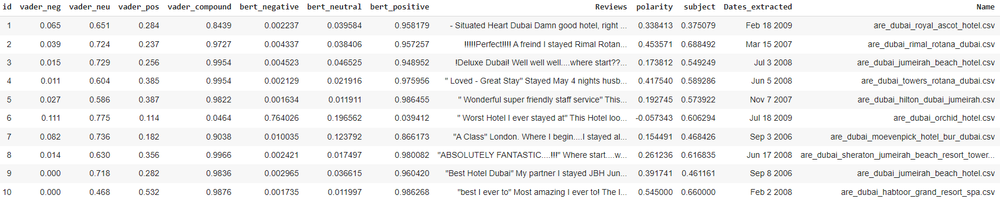 id vader_neg vader_neu vader_pos vader_compound bert_negative bert_neutral bert_positive Reviews polarity subject Dates_extracted Name
1 0.065 0.651 0.284 0.8439 0.002237 0.039584 0.958179 - Situated Heart Dubai Damn good hotel, right ... 0.338413 0.375079 Feb 18 2009 are_dubai_royal_ascot_hotel.csv
2 0.039 0.724 0.237 0.9727 0.004337 0.038406 0.957257 !!!!!Perfect!!!! A freind I stayed Rimal Rotan... 0.453571 0.688492 Mar 15 2007 are_dubai_rimal_rotana_dubai.csv
3 0.015 0.729 0.256 0.9954 0.004523 0.046525 0.948952 !Deluxe Dubai! Well well well....where start??... 0.173812 0.549249 Jul 3 2008 are_dubai_jumeirah_beach_hotel.csv
4 0.011 0.604 0.385 0.9954 0.002129 0.021916 0.975956 " Loved - Great Stay" Stayed May 4 nights husb... 0.417540 0.589286 Jun 5 2008 are_dubai_towers_rotana_dubai.csv
5 0.027 0.586 0.387 0.9822 0.001634 0.011911 0.986455 " Wonderful super friendly staff service" This... 0.192745 0.573922 Nov 7 2007 are_dubai_hilton_dubai_jumeirah.csv
6 0.111 0.775 0.114 0.0464 0.764026 0.196562 0.039412 " Worst Hotel I ever stayed at" This Hotel loo... -0.057343 0.606294 Jul 18 2009 are_dubai_orchid_hotel.csv
7 0.082 0.736 0.182 0.9038 0.010035 0.123792 0.866173 "A Class" London. Where I begin....I stayed al... 0.154491 0.468426 Sep 3 2006 are_dubai_moevenpick_hotel_bur_dubai.csv
8 0.014 0.630 0.356 0.9966 0.002421 0.017497 0.980082 "ABSOLUTELY FANTASTIC....!!!" Where start....w... 0.261236 0.616835 Jun 17 2008 are_dubai_sheraton_jumeirah_beach_resort_tower...
9 0.000 0.718 0.282 0.9836 0.002965 0.036615 0.960420 "Best Hotel Dubai" My partner I stayed JBH Jun... 0.391741 0.461161 Sep 8 2006 are_dubai_jumeirah_beach_hotel.csv
10 0.000 0.468 0.532 0.9876 0.001735 0.011997 0.986268 "best I ever to" Most amazing I ever to! The l... 0.545000 0.660000 Feb 2 2008 are_dubai_habtoor_grand_resort_spa.csv